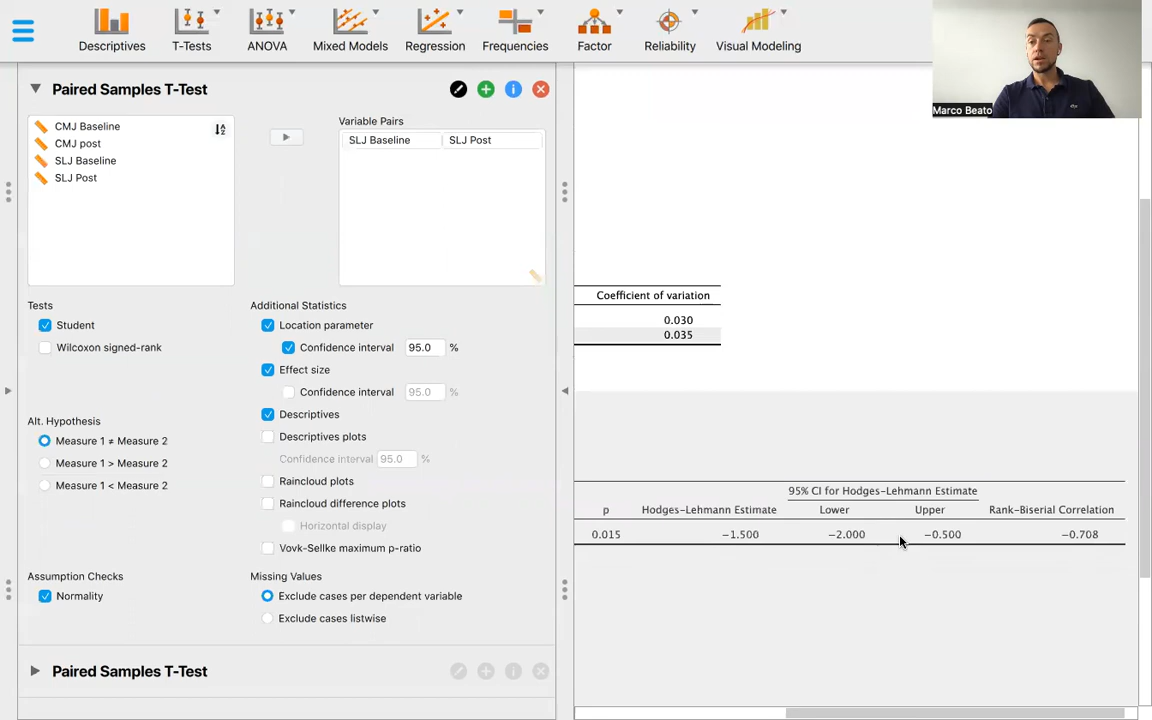 Descriptives T-Tests ANOVA Mixed Models Regression Frequencies Factor Reliability Visual Modeling
Marco Beato
Paired Samples T-Test
CMJ Baseline
CMJ post
SLJ Baseline
SLJ Post
Variable Pairs
SLJ Baseline SLJ Post
Tests
Student
Wilcoxon signed-rank
Alt. Hypothesis
Measure 1 ≠ Measure 2
Measure 1 > Measure 2
Measure 1 < Measure 2
Assumption Checks
Normality
Additional Statistics
Location parameter
Confidence interval 95.0 %
Effect size
Confidence interval 95.0 %
Descriptives
Descriptives plots
Confidence interval 95.0 %
Raincloud plots
Raincloud difference plots
Horizontal display
Vovk-Sellke maximum p-ratio
Missing Values
Exclude cases per dependent variable
Exclude cases listwise
Paired Samples T-Test
Coefficient of variation
0.030
0.035
95% CI for Hodges-Lehmann Estimate
p Hodges-Lehmann Estimate Lower Upper Rank-Biserial Correlation
0.015 −1.500 −2.000 −0.500 −0.708